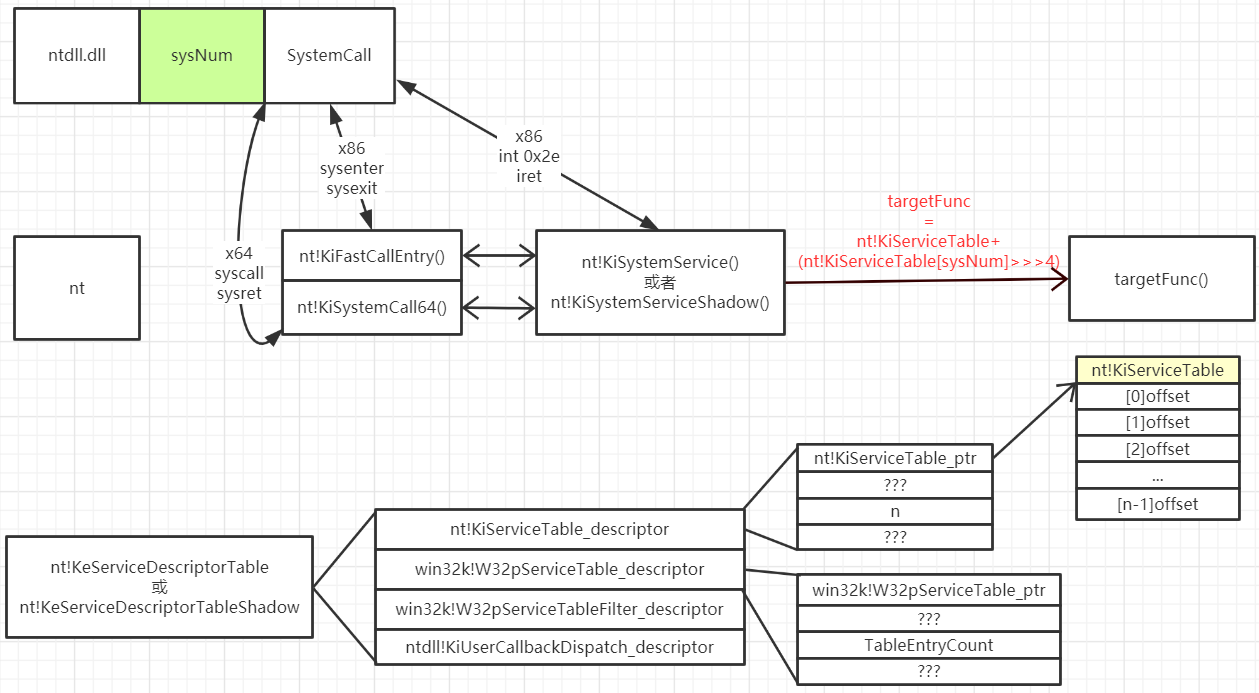 ntdll.dll
sysNum
SystemCall
x86
sysenter
sysexit
x86
int 0x2e
iret
x64
syscall
sysret
nt
nt!KiFastCallEntry()
nt!KiSystemCall64()
nt!KiSystemService()
或者
nt!KiSystemServiceShadow()
targetFunc
=
nt!KiServiceTable+
(nt!KiServiceTable[sysNum]>>>4)
targetFunc()
nt!KiServiceTable
[0]offset
[1]offset
[2]offset
...
[n-1]offset
nt!KiServiceTable_ptr
???
n
???
nt!KeServiceDescriptorTable
或
nt!KeServiceDescriptorTableShadow
nt!KiServiceTable_descriptor
win32k!W32pServiceTable_descriptor
win32k!W32pServiceTableFilter_descriptor
ntdll!KiUserCallbackDispatch_descriptor
win32k!W32pServiceTable_ptr
???
TableEntryCount
???